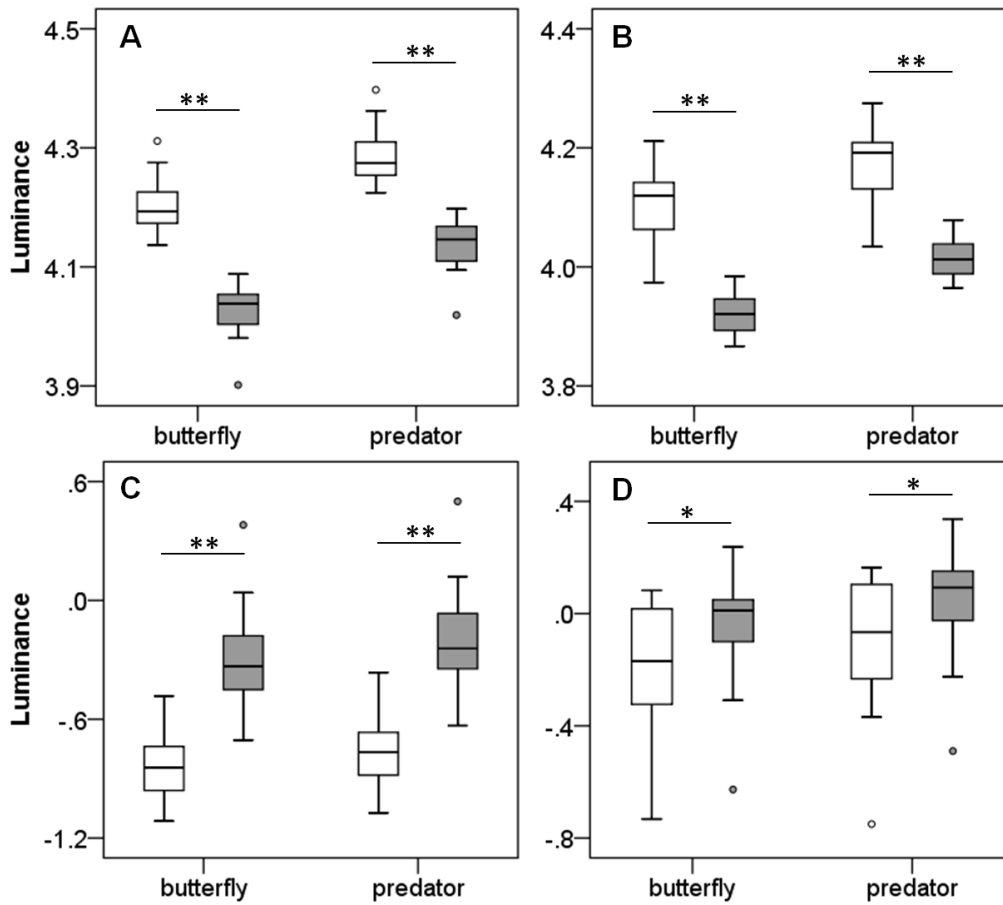 A
B
4.5
4.3
4.1
3.9
Luminance
**
**
butterfly
predator
4.4
4.2
4.0
3.8
**
**
butterfly
predator
C
D
.6
.0
-.6
-1.2
Luminance
**
**
butterfly
predator
.4
.0
-.4
-.8
*
*
butterfly
predator